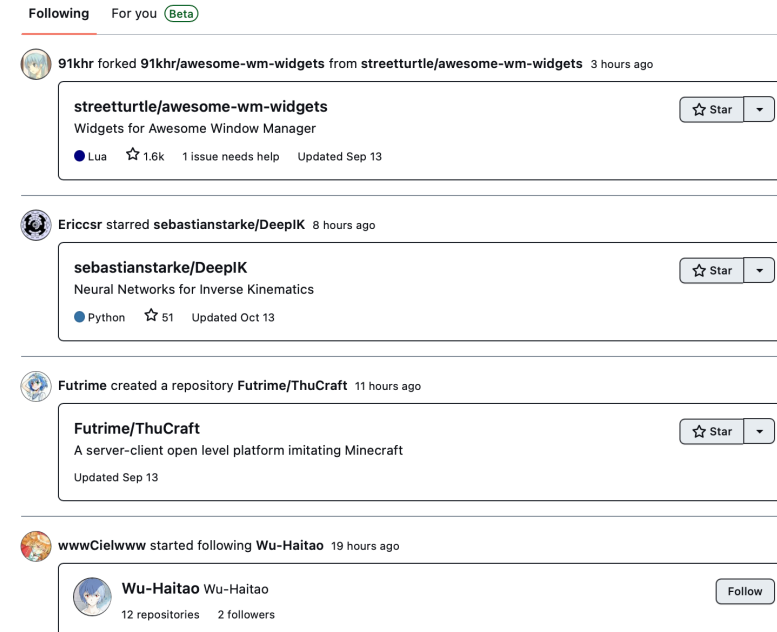 Following For you Beta
91khr forked 91khr/awesome-wm-widgets from streetturtle/awesome-wm-widgets 3 hours ago
streetturtle/awesome-wm-widgets Star
Widgets for Awesome Window Manager
Lua 1.6k 1 issue needs help Updated Sep 13
Ericcsr starred sebastianstarke/DeepIK 8 hours ago
sebastianstarke/DeepIK Star
Neural Networks for Inverse Kinematics
Python 51 Updated Oct 13
Futrime created a repository Futrime/ThuCraft 11 hours ago
Futrime/ThuCraft Star
A server-client open level platform imitating Minecraft
Updated Sep 13
wwwCielwww started following Wu-Haitao 19 hours ago
Wu-Haitao Wu-Haitao Follow
12 repositories 2 followers